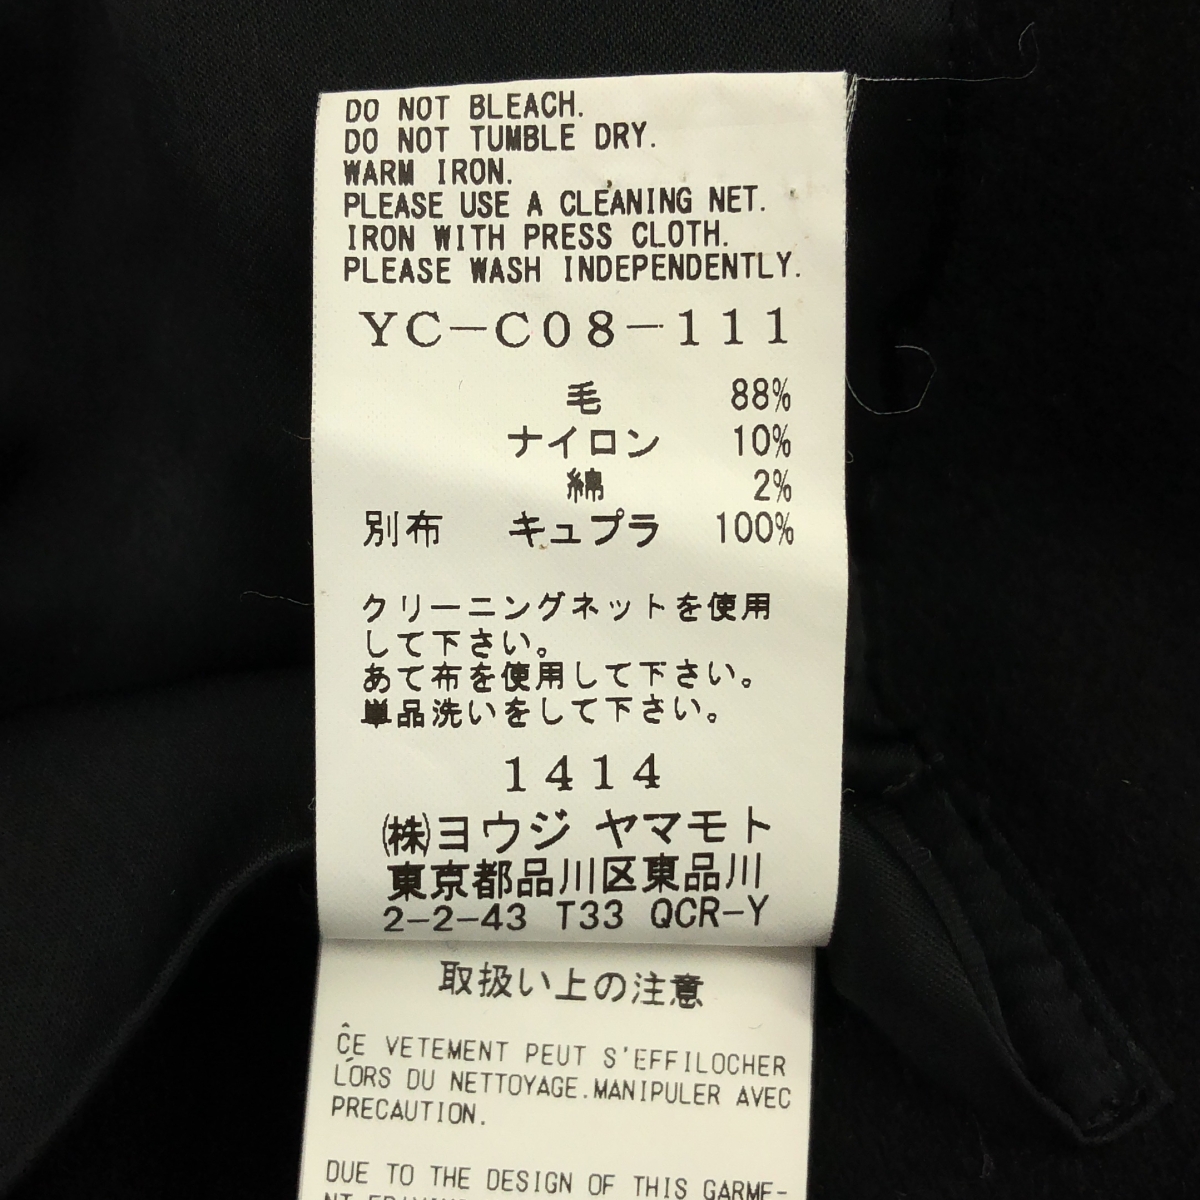 DO NOT BLEACH.
DO NOT TUMBLE DRY.
WARM IRON.
PLEASE USE A CLEANING NET.
IRON WITH PRESS CLOTH.
PLEASE WASH INDEPENDENTLY.
YC-C08-111
毛 88%
ナイロン 10%
綿 2%
別布 キュプラ 100%
クリーニングネットを使用
して下さい。
あて布を使用して下さい。
単品洗いをして下さい。
1414
㈱ヨウジ ヤマモト
東京都品川区東品川
2-2-43 T33 QCR-Y
取扱い上の注意
CE VETEMENT PEUT S'EFFILOCHER
LORS DU NETTOYAGE.MANIPULER AVEC
PRECAUTION.
DUE TO THE DESIGN OF THIS GARME-